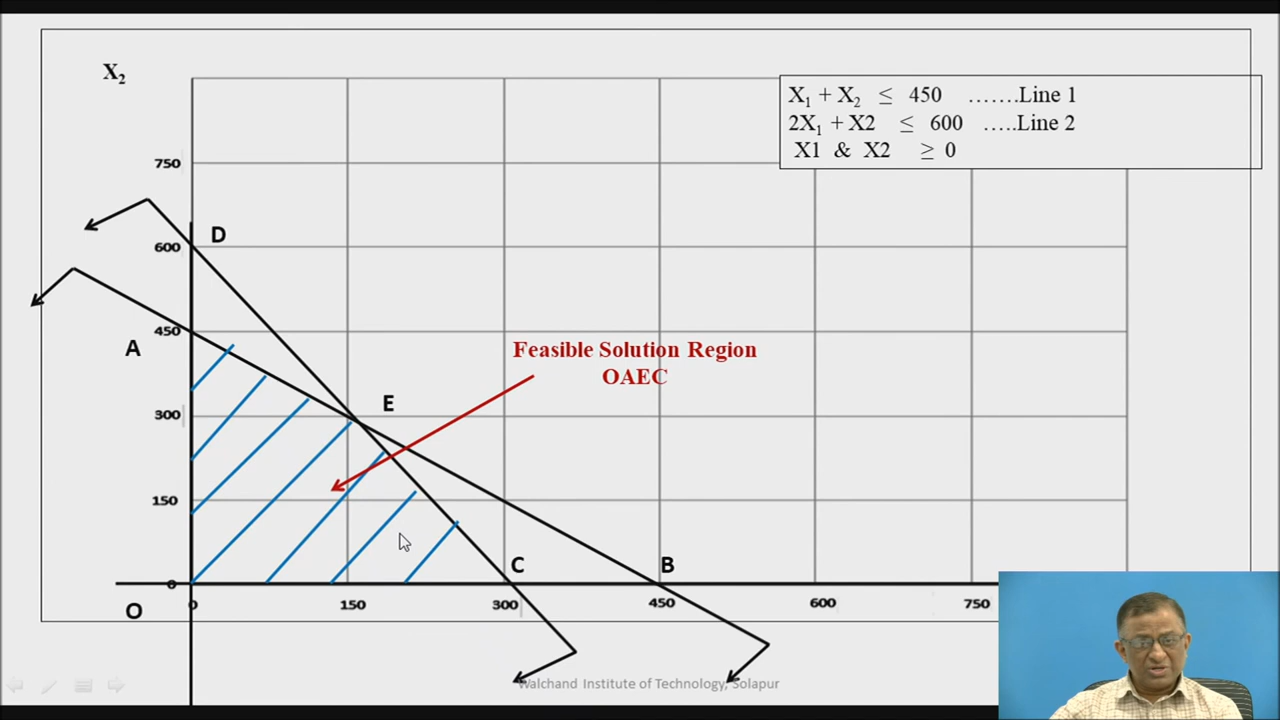 X₂
X₁ + X₂ ≤ 450 …….Line 1
2X₁ + X2 ≤ 600 …..Line 2
X1 & X2 ≥ 0
750
D
600
450
A
Feasible Solution Region
OAEC
E
300
150
C
B
0
O
0 150 300 450 600 750
Walchand Institute of Technology, Solapur